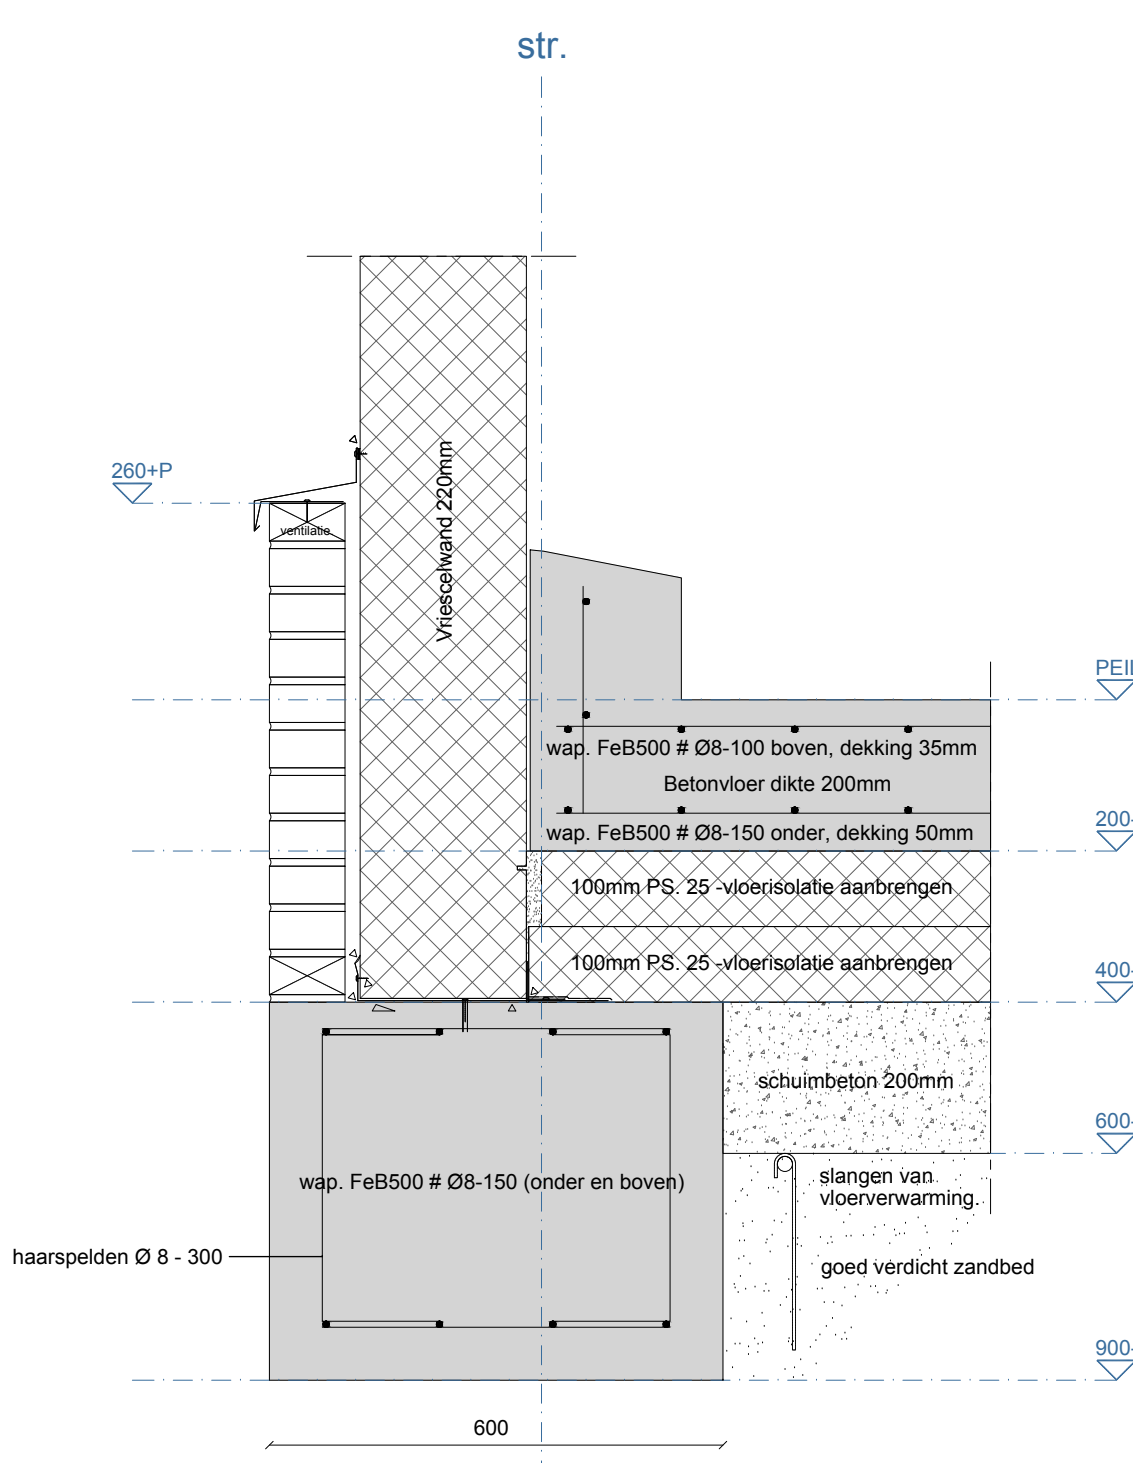 str.
260+P
ventilatie
Vriescelwand 220mm
PEIL
wap. FeB500 # Ø8-100 boven, dekking 35mm
Betonvloer dikte 200mm
wap. FeB500 # Ø8-150 onder, dekking 50mm
200-
100mm PS. 25 -vloerisolatie aanbrengen
100mm PS. 25 -vloerisolatie aanbrengen
400-
schuimbeton 200mm
600-
slangen van
vloerverwarming.
wap. FeB500 # Ø8-150 (onder en boven)
haarspelden Ø 8 - 300
goed verdicht zandbed
900-
600